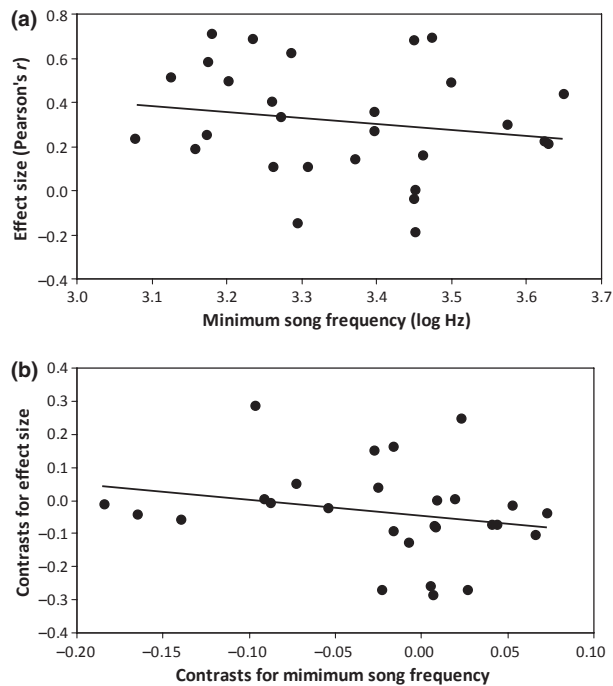 (a)
0.8
0.6
0.4
0.2
0.0
–0.2
–0.4
Effect size (Pearson's r)
3.0 3.1 3.2 3.3 3.4 3.5 3.6 3.7
Minimum song frequency (log Hz)
(b)
0.4
0.3
0.2
0.1
0.0
–0.1
–0.2
–0.3
–0.4
Contrasts for effect size
–0.20 –0.15 –0.10 –0.05 0.00 0.05 0.10
Contrasts for mimimum song frequency